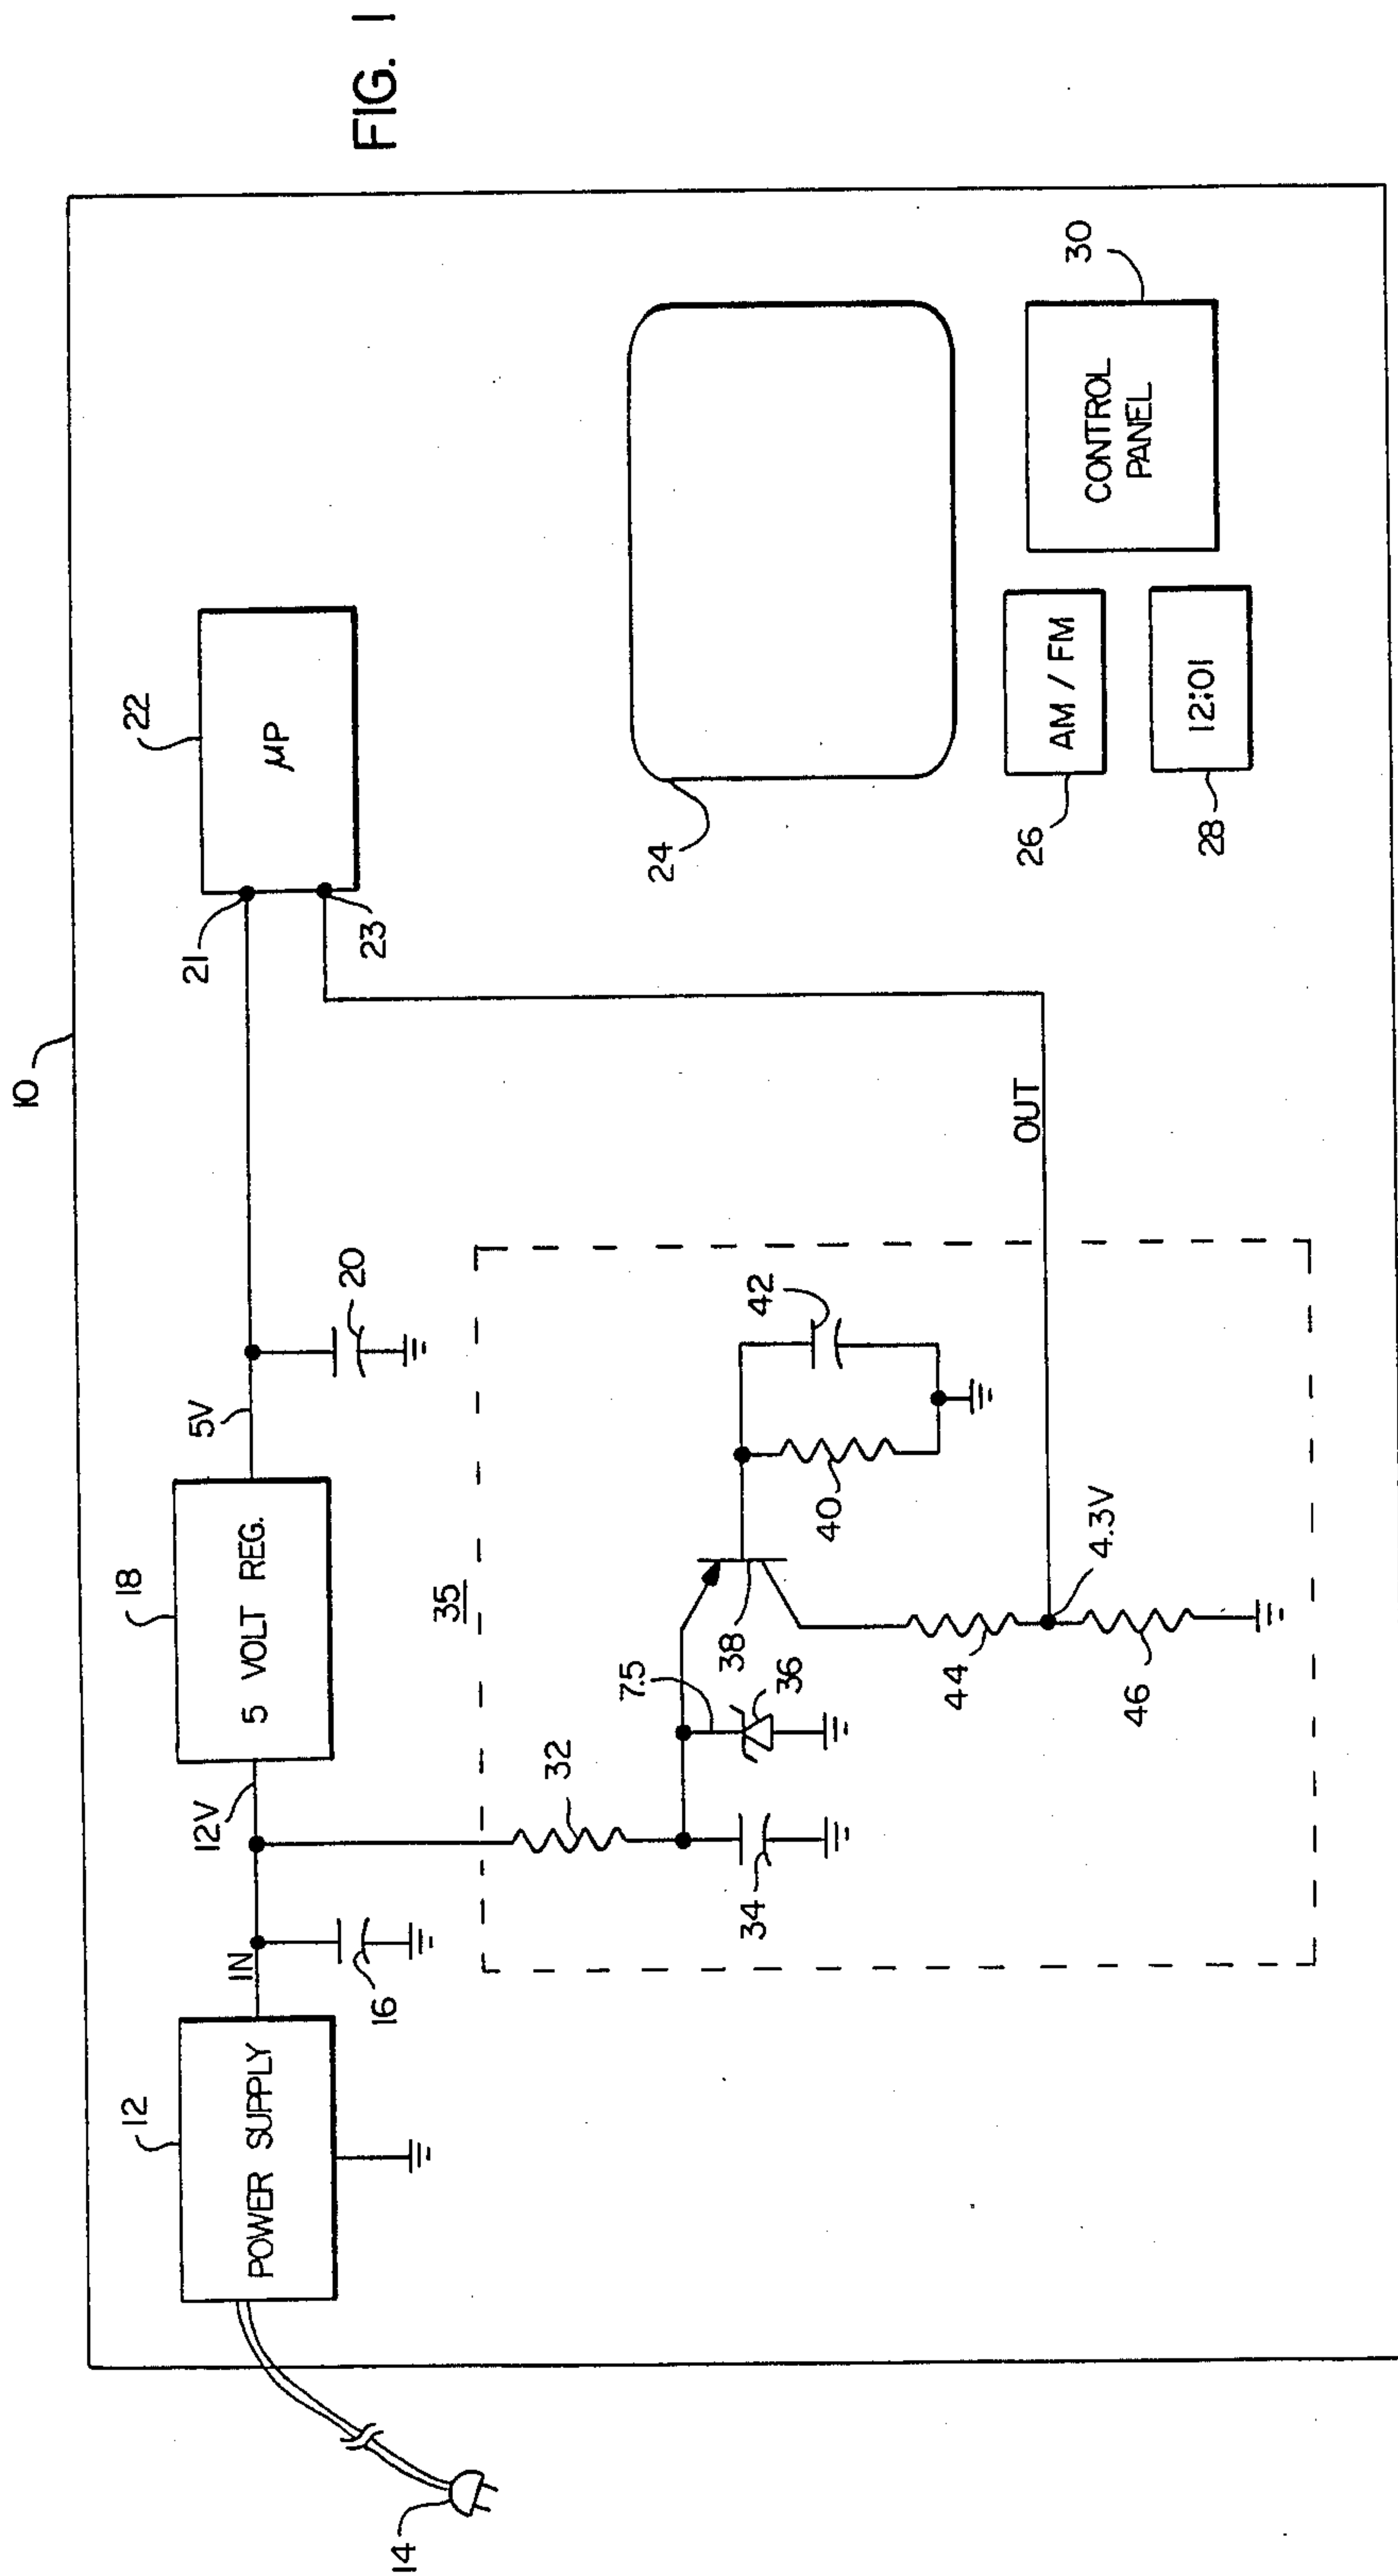 FIG. 1
10
12
POWER SUPPLY
14
IN
16
12V
18
5 VOLT REG.
5V
20
21
22
μP
23
35
32
34
7.5
36
38
40
42
44
4.3V
46
OUT
24
26
AM / FM
28
12:01
30
CONTROL
PANEL